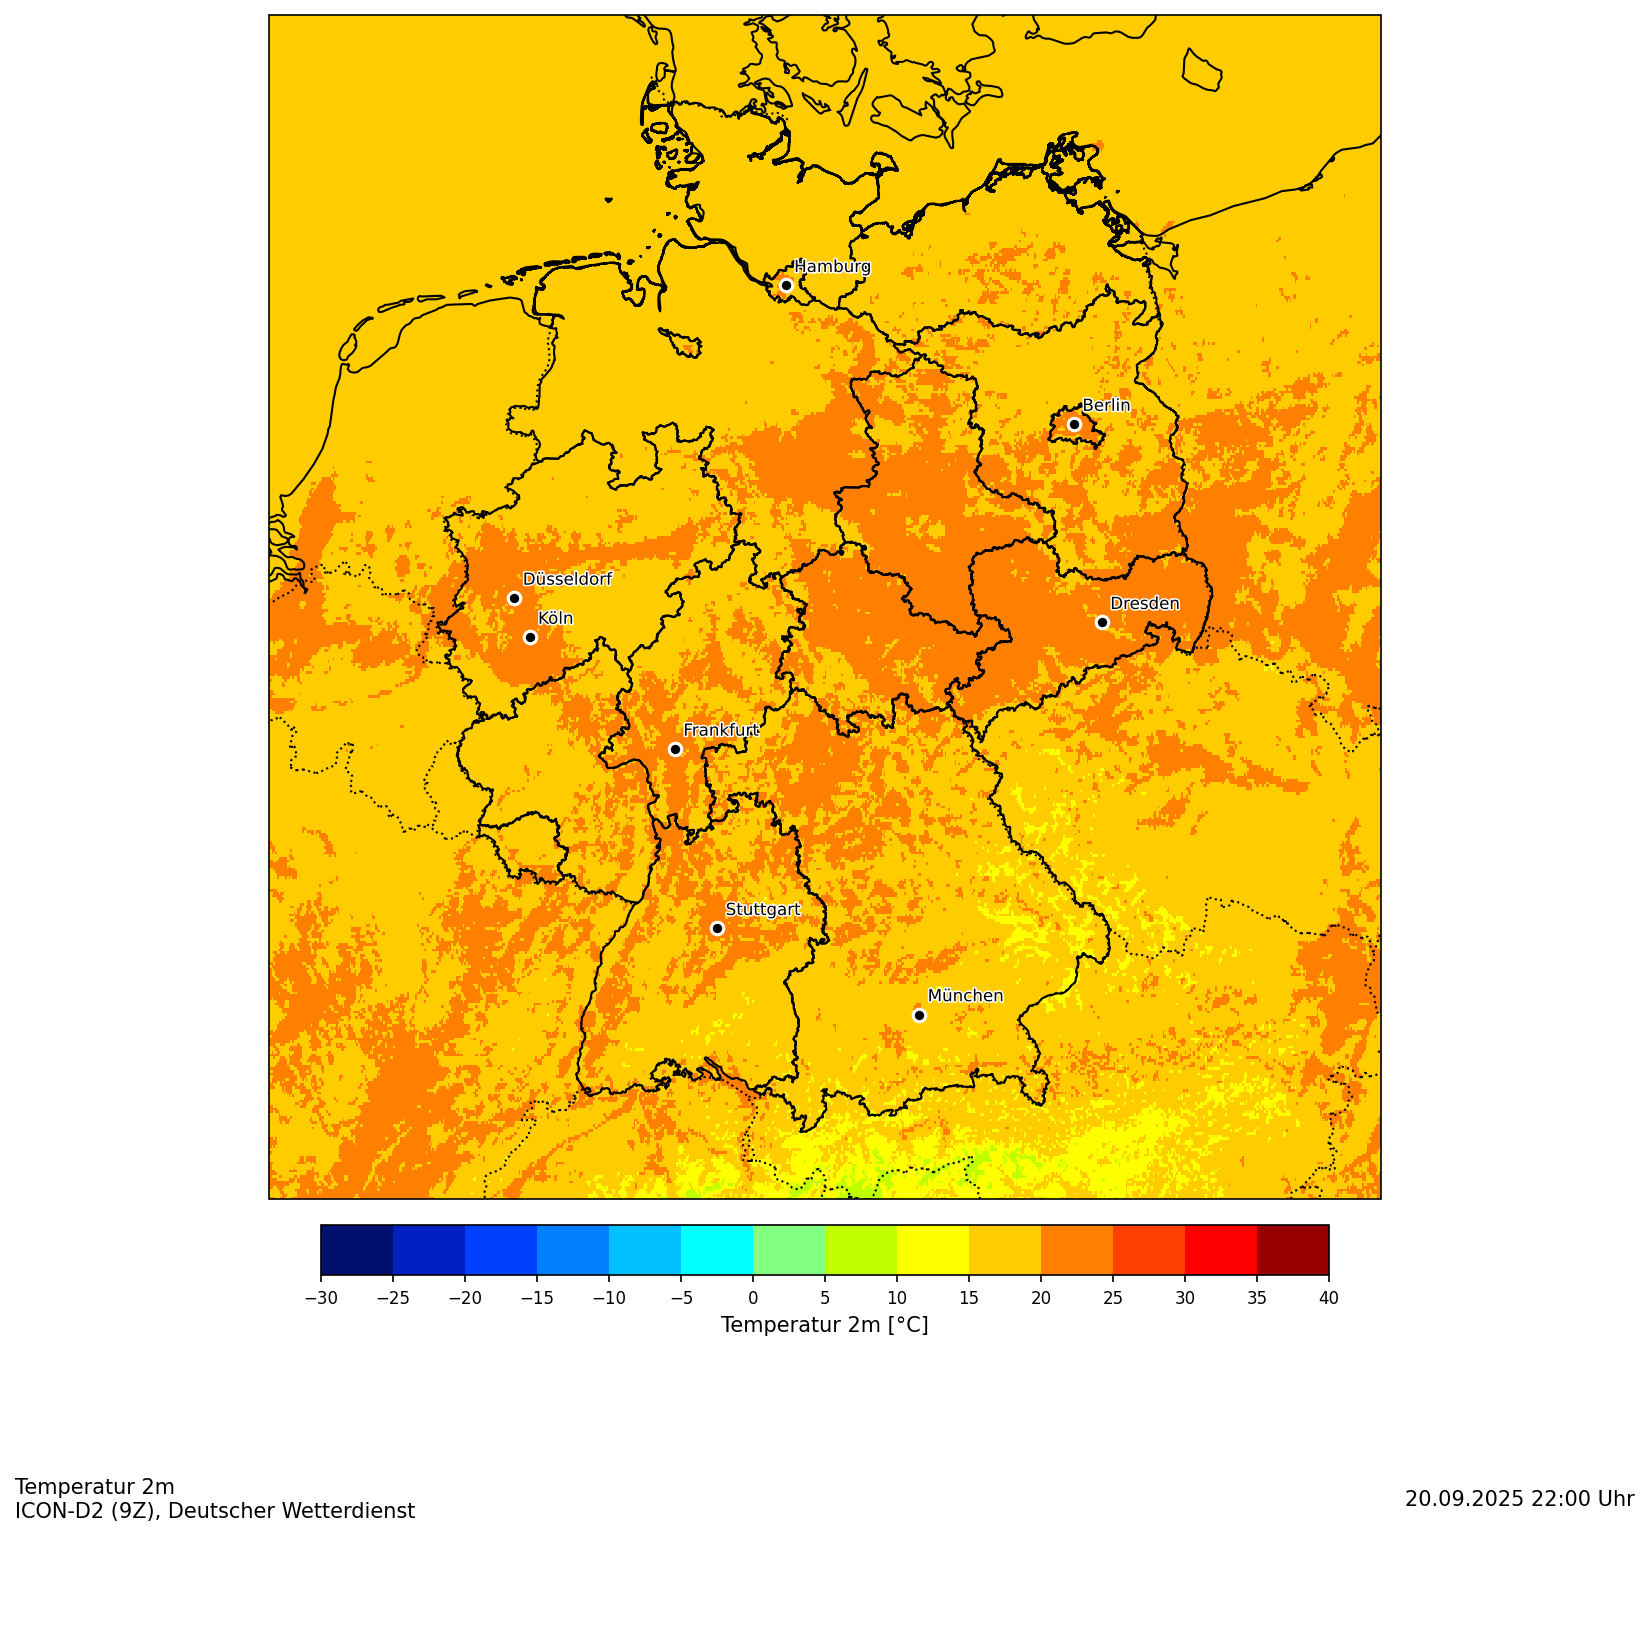 Hamburg
Berlin
Düsseldorf
Köln
Dresden
Frankfurt
Stuttgart
München
−30 −25 −20 −15 −10 −5 0 5 10 15 20 25 30 35 40
Temperatur 2m [°C]
Temperatur 2m
ICON-D2 (9Z), Deutscher Wetterdienst
20.09.2025 22:00 Uhr